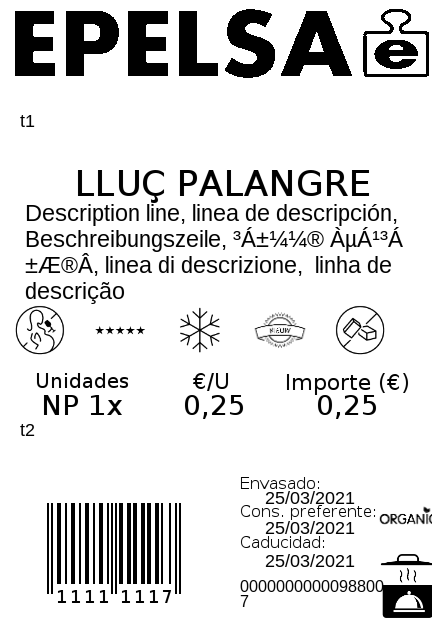 EPELSA e
t1
LLUÇ PALANGRE
Description line, linea de descripción,
Beschreibungszeile, ³Á±¼¼® ÀµÁ¹³Á
±Æ®Â, linea di descrizione,  linha de
descrição
NIEUW
Unidades €/U Importe (€)
NP 1x 0,25 0,25
t2
Envasado:
25/03/2021
Cons. preferente:
25/03/2021
ORGANIC
Caducidad:
25/03/2021
0000000000098800
7
1111 1117